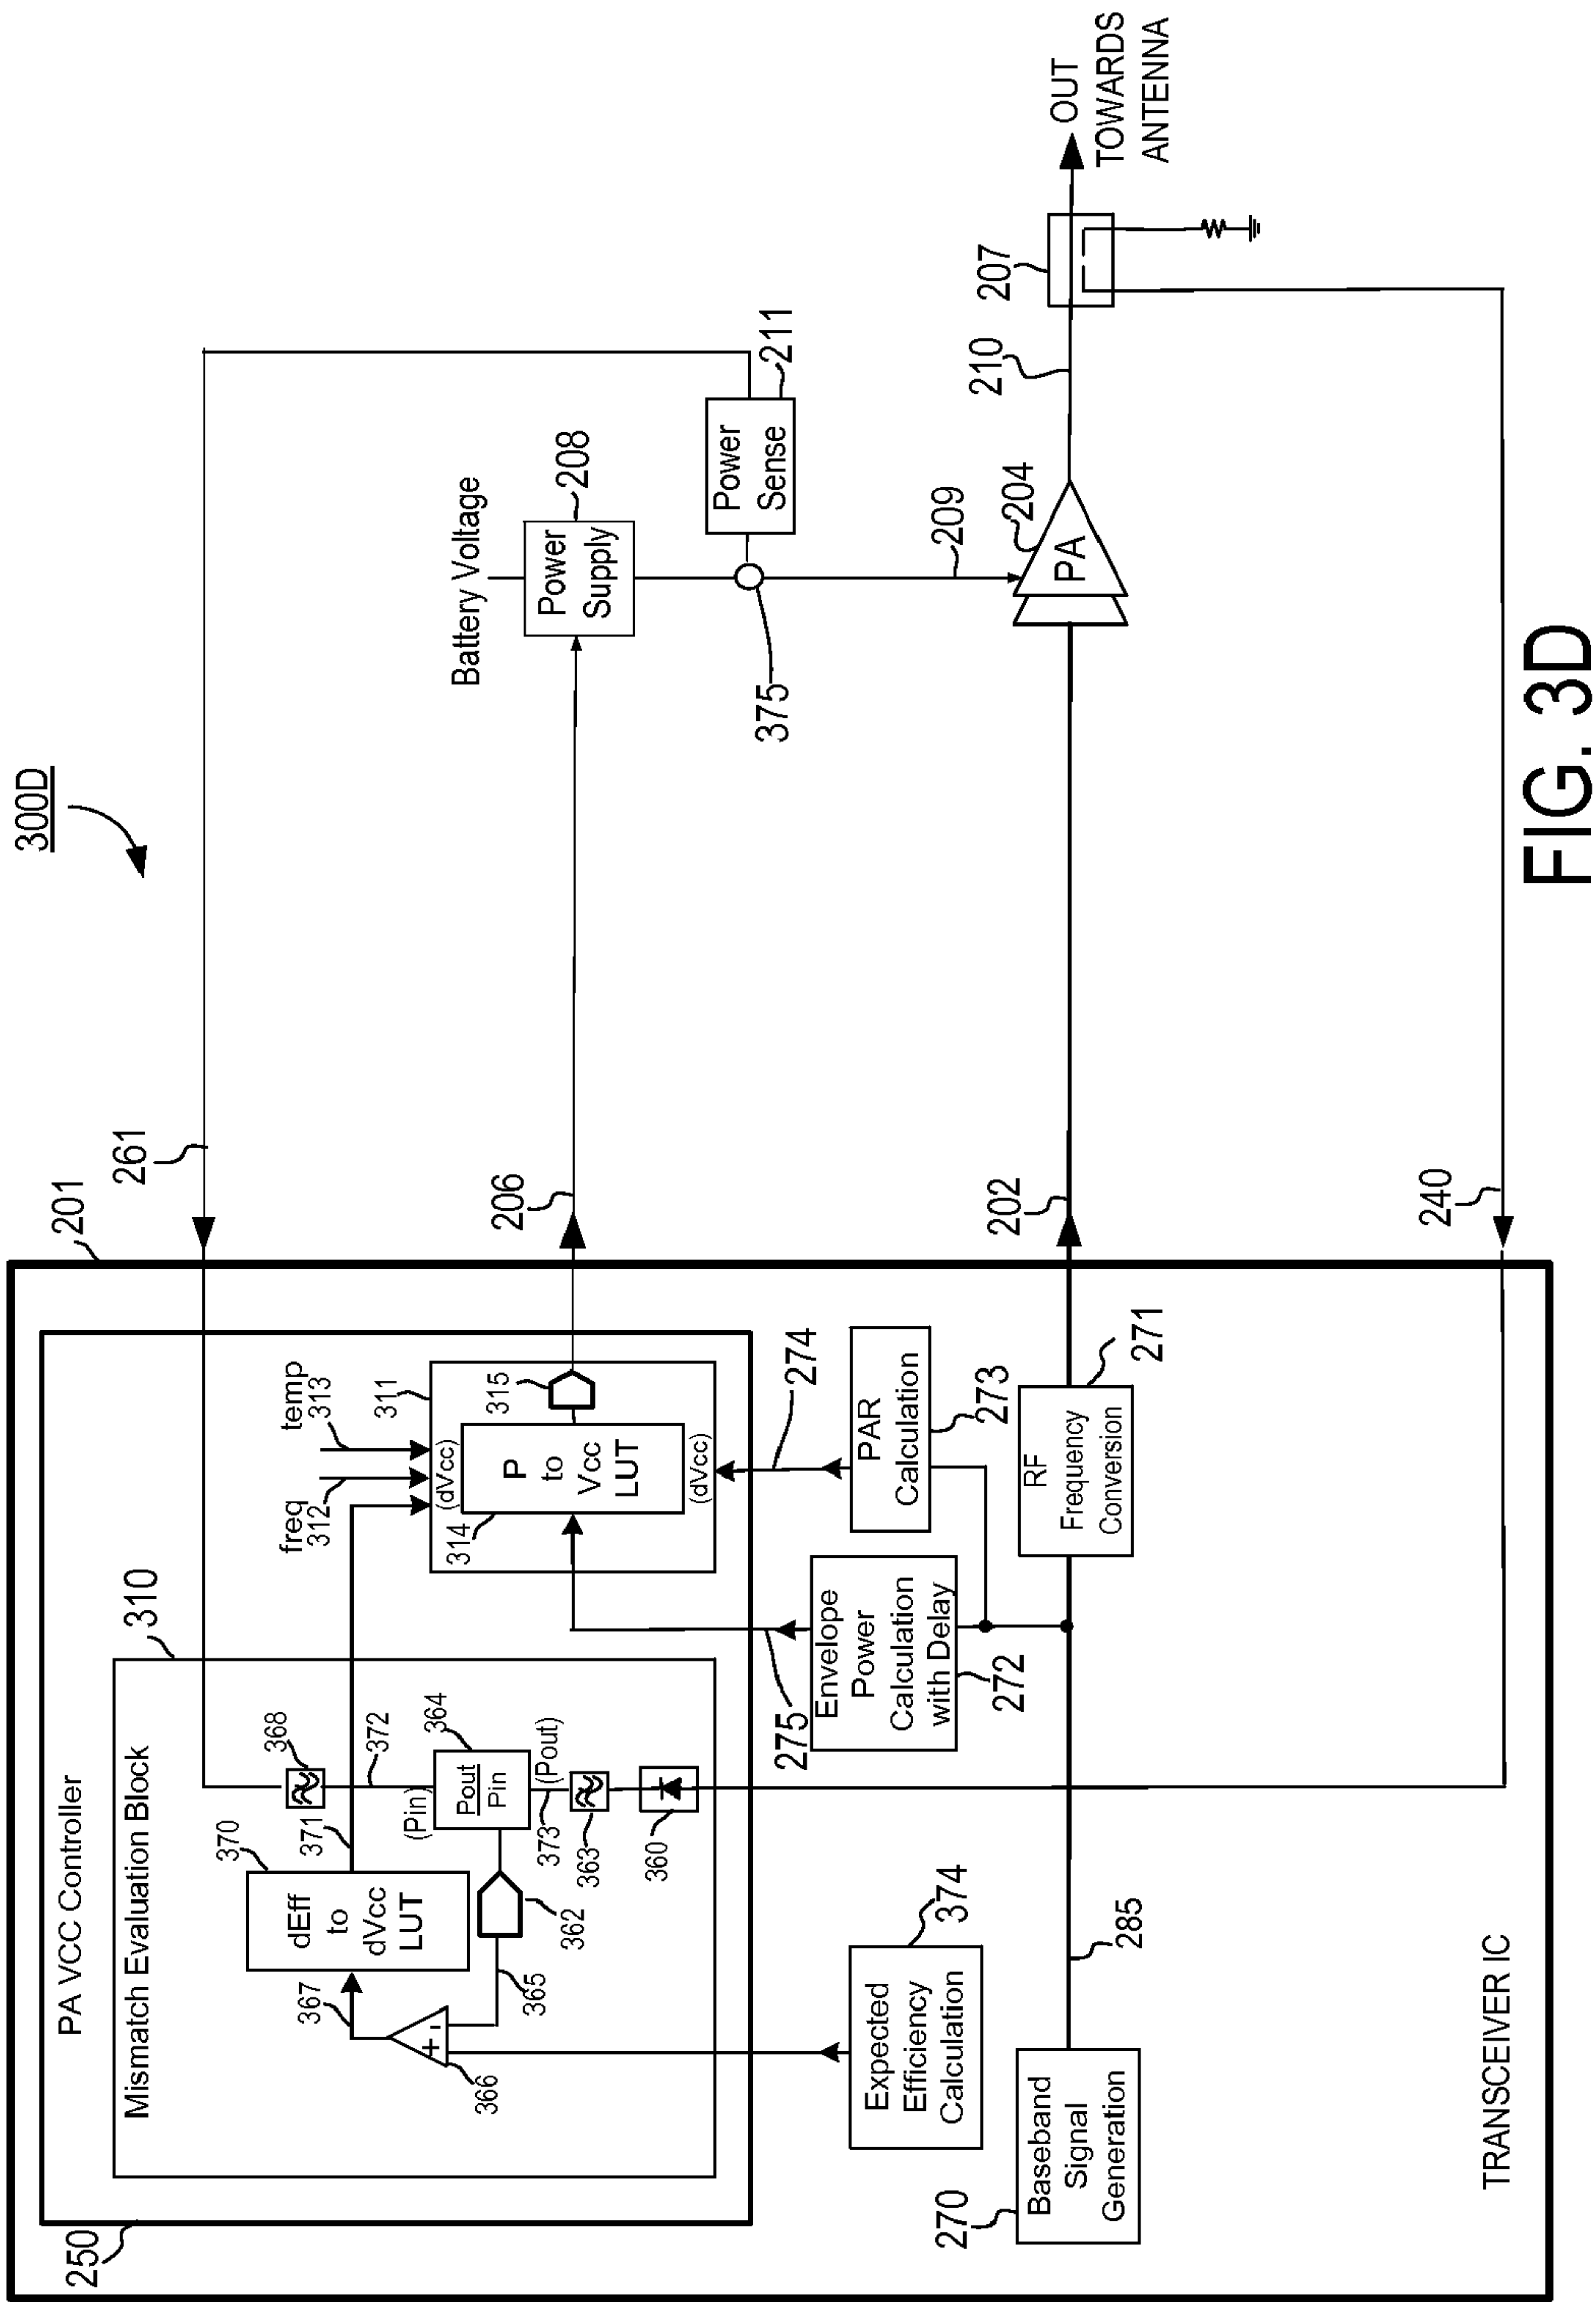 300D
201
261
PA VCC Controller
Mismatch Evaluation Block
310
250
370
dEff
to
dVcc
LUT
371
368
372
364
(Pin)
Pout
Pin
(Pout)
373
363
360
362
365
366
367
+
-
freq
312
temp
313
311
(dVcc)
P
to
Vcc
LUT
314
315
(dVcc)
206
Battery Voltage
Power
Supply
208
Power
Sense
211
375
209
PA
204
210
207
OUT
TOWARDS
ANTENNA
274
PAR
Calculation
273
275
Envelope
Power
Calculation
with Delay
272
RF
Frequency
Conversion
271
202
240
Expected
Efficiency
Calculation
374
Baseband
Signal
Generation
270
285
TRANSCEIVER IC
FIG. 3D